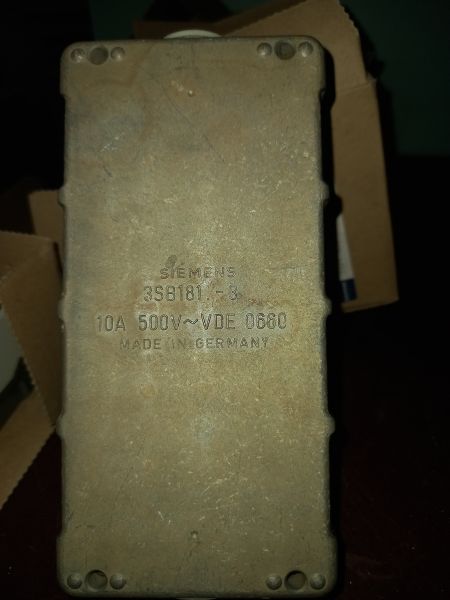 SIEMENS
3SB181.-3
10A 500V~VDE 0660
MADE IN GERMANY